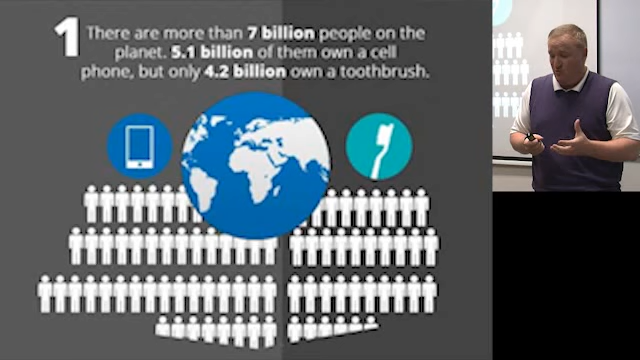 1 There are more than 7 billion people on the
planet. 5.1 billion of them own a cell
phone, but only 4.2 billion own a toothbrush.